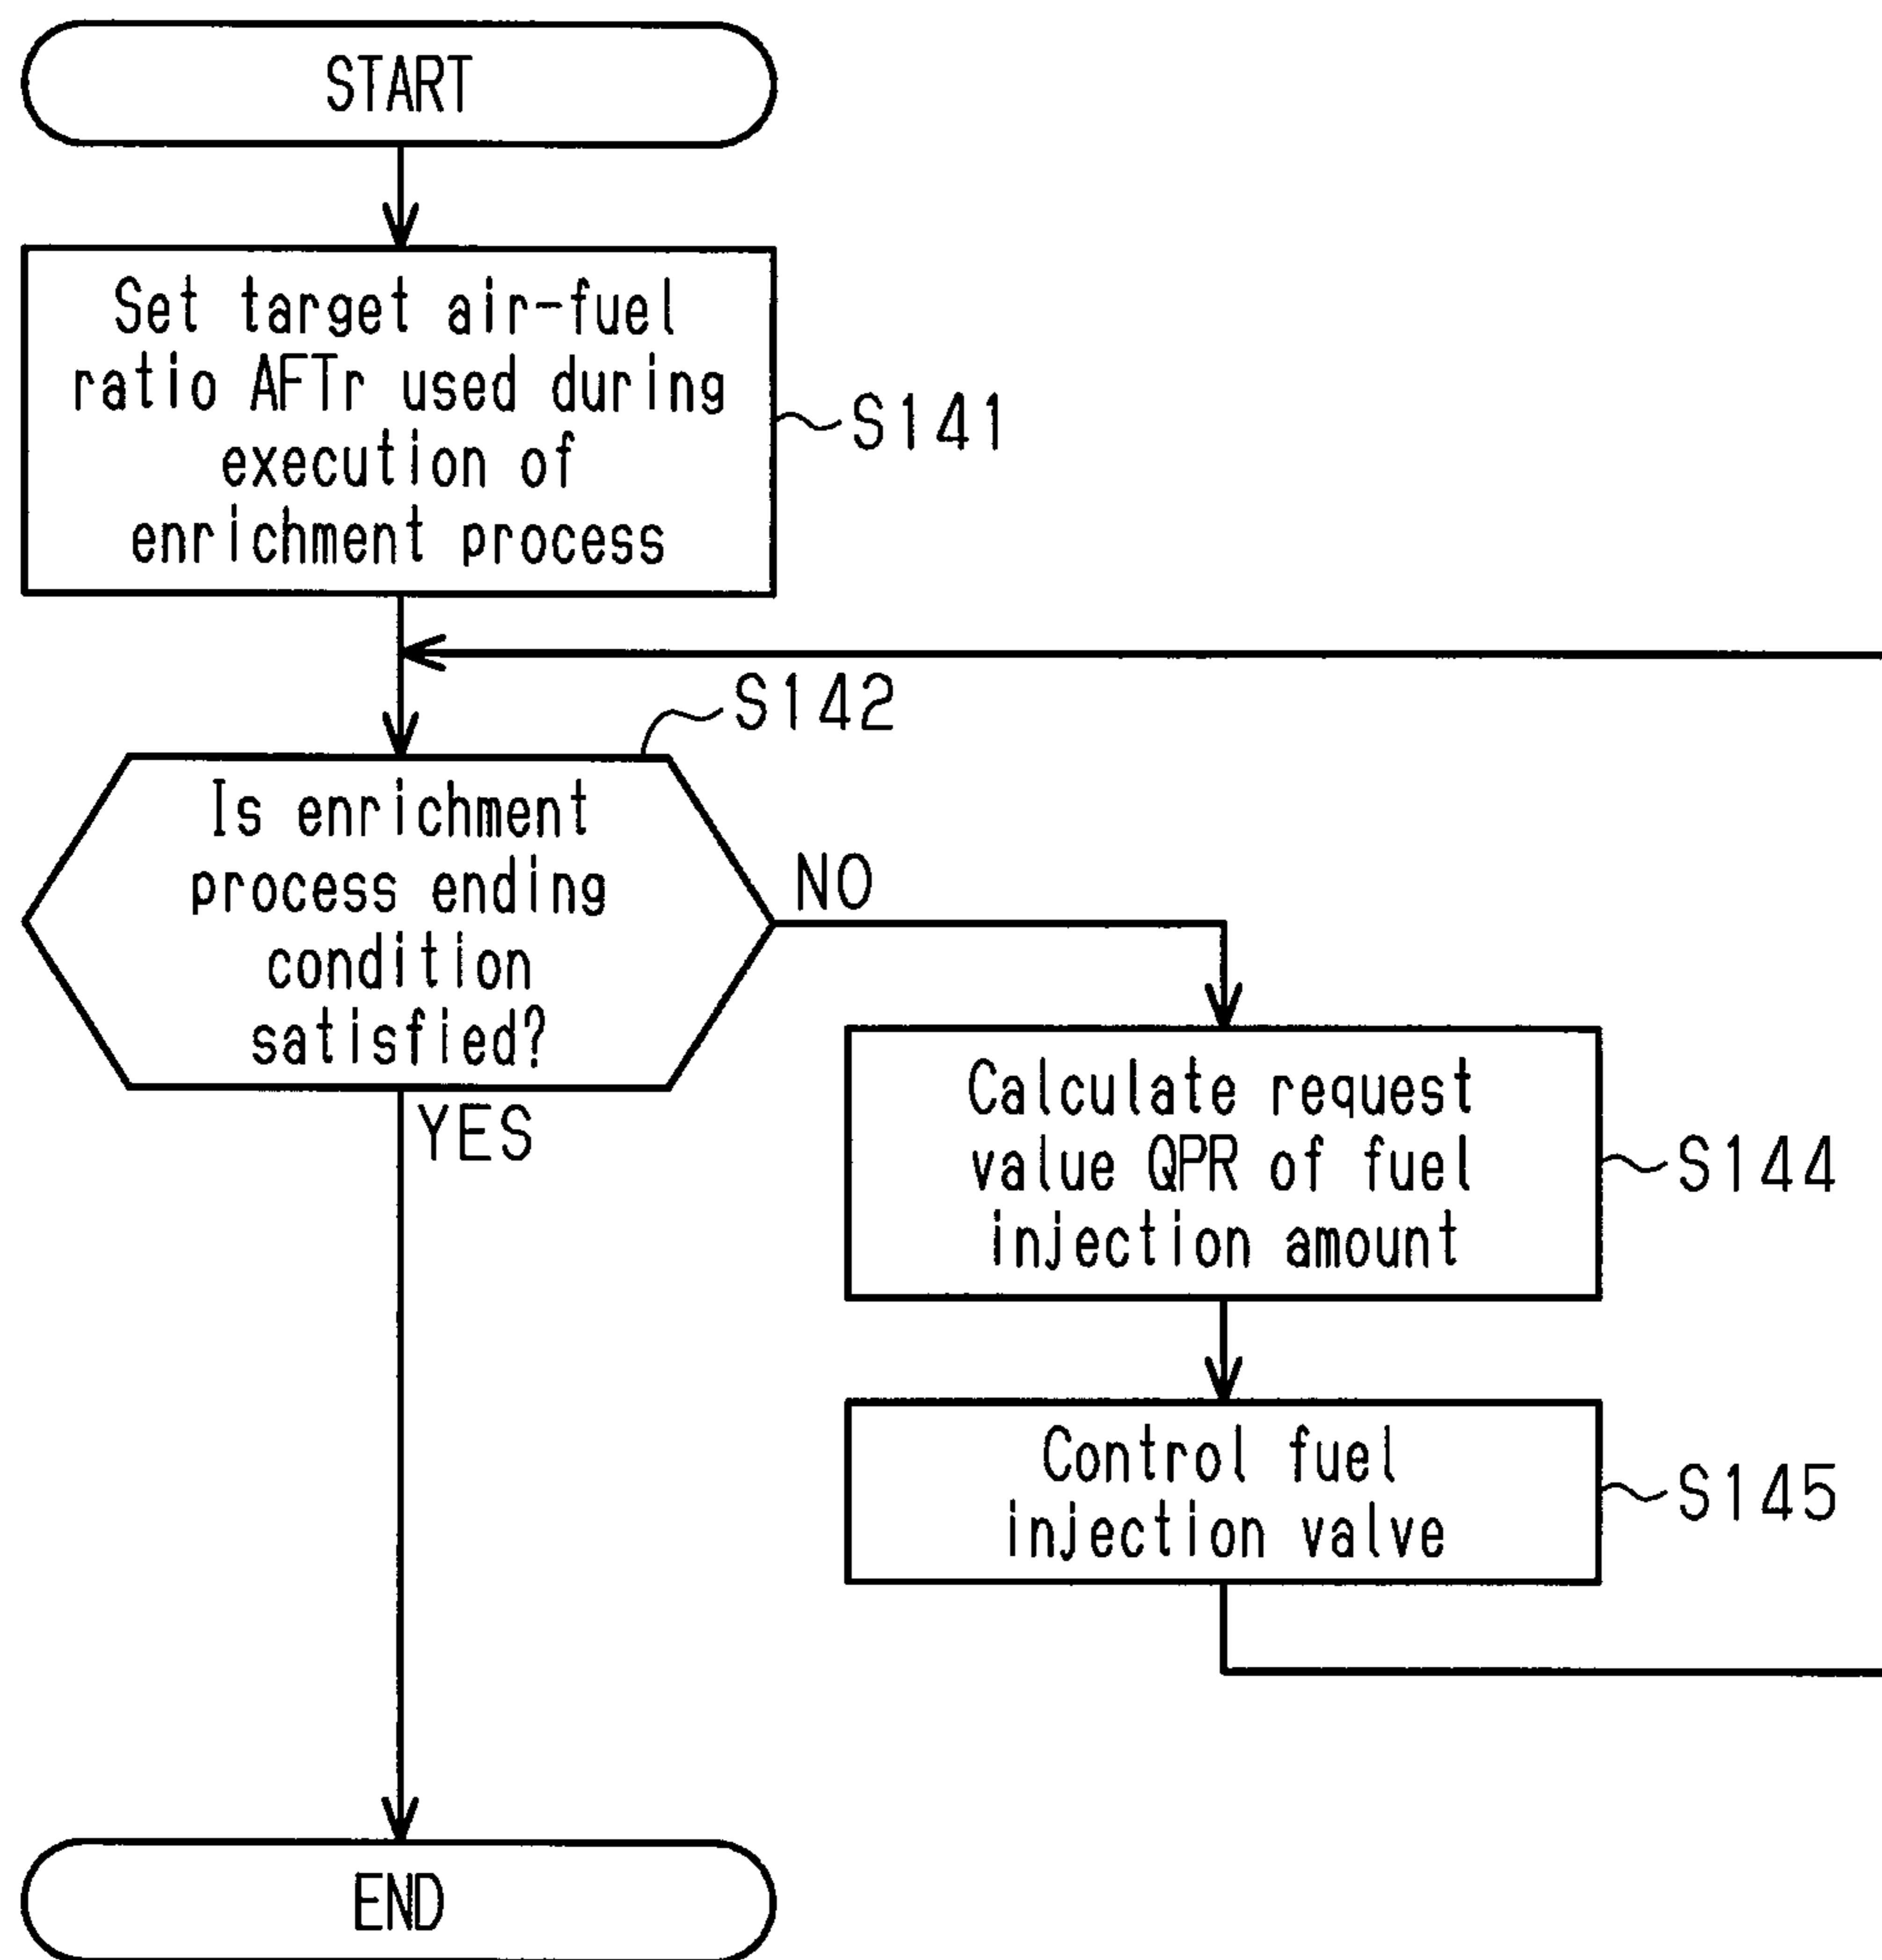 START
Set target air-fuel
ratio AFTr used during
execution of
enrichment process
S141
S142
Is enrichment
process ending
condition
satisfied?
NO
YES
Calculate request
value QPR of fuel
injection amount
S144
Control fuel
injection valve
S145
END